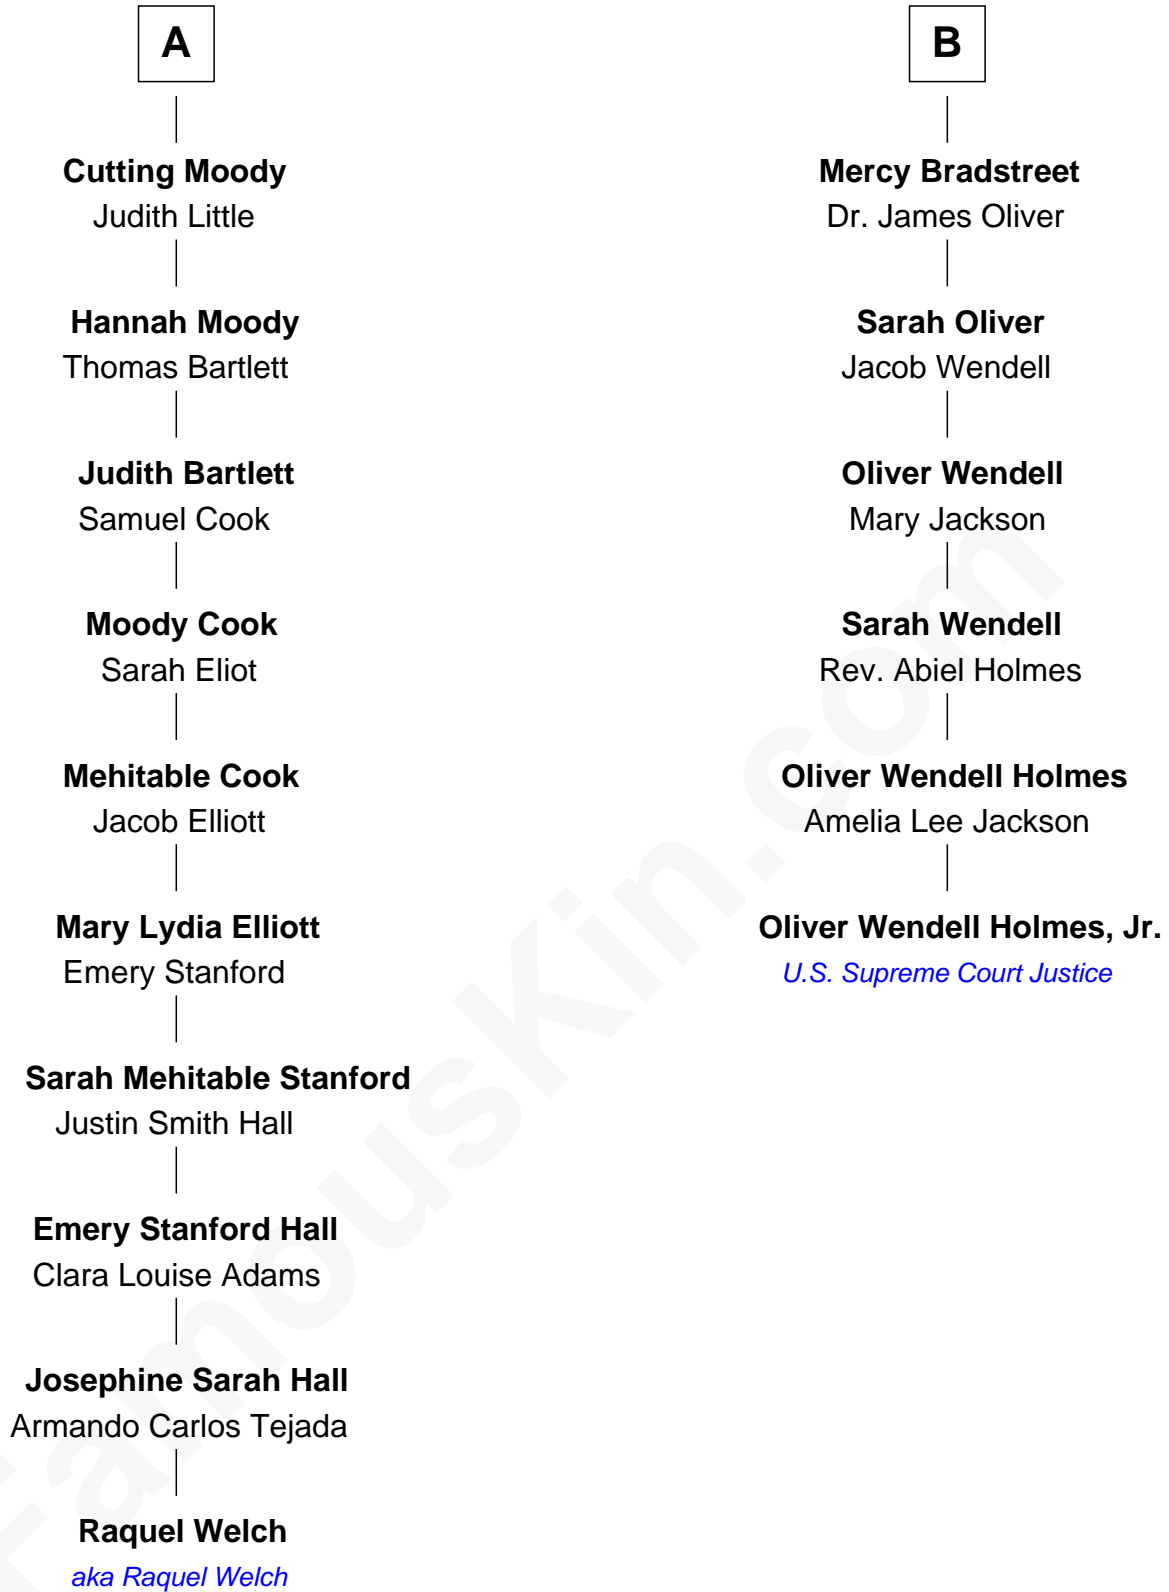 A
Cutting Moody
Judith Little
Hannah Moody
Thomas Bartlett
Judith Bartlett
Samuel Cook
Moody Cook
Sarah Eliot
Mehitable Cook
Jacob Elliott
Mary Lydia Elliott
Emery Stanford
Sarah Mehitable Stanford
Justin Smith Hall
Emery Stanford Hall
Clara Louise Adams
Josephine Sarah Hall
Armando Carlos Tejada
Raquel Welch
aka Raquel Welch
B
Mercy Bradstreet
Dr. James Oliver
Sarah Oliver
Jacob Wendell
Oliver Wendell
Mary Jackson
Sarah Wendell
Rev. Abiel Holmes
Oliver Wendell Holmes
Amelia Lee Jackson
Oliver Wendell Holmes, Jr.
U.S. Supreme Court Justice
FamousKin.com